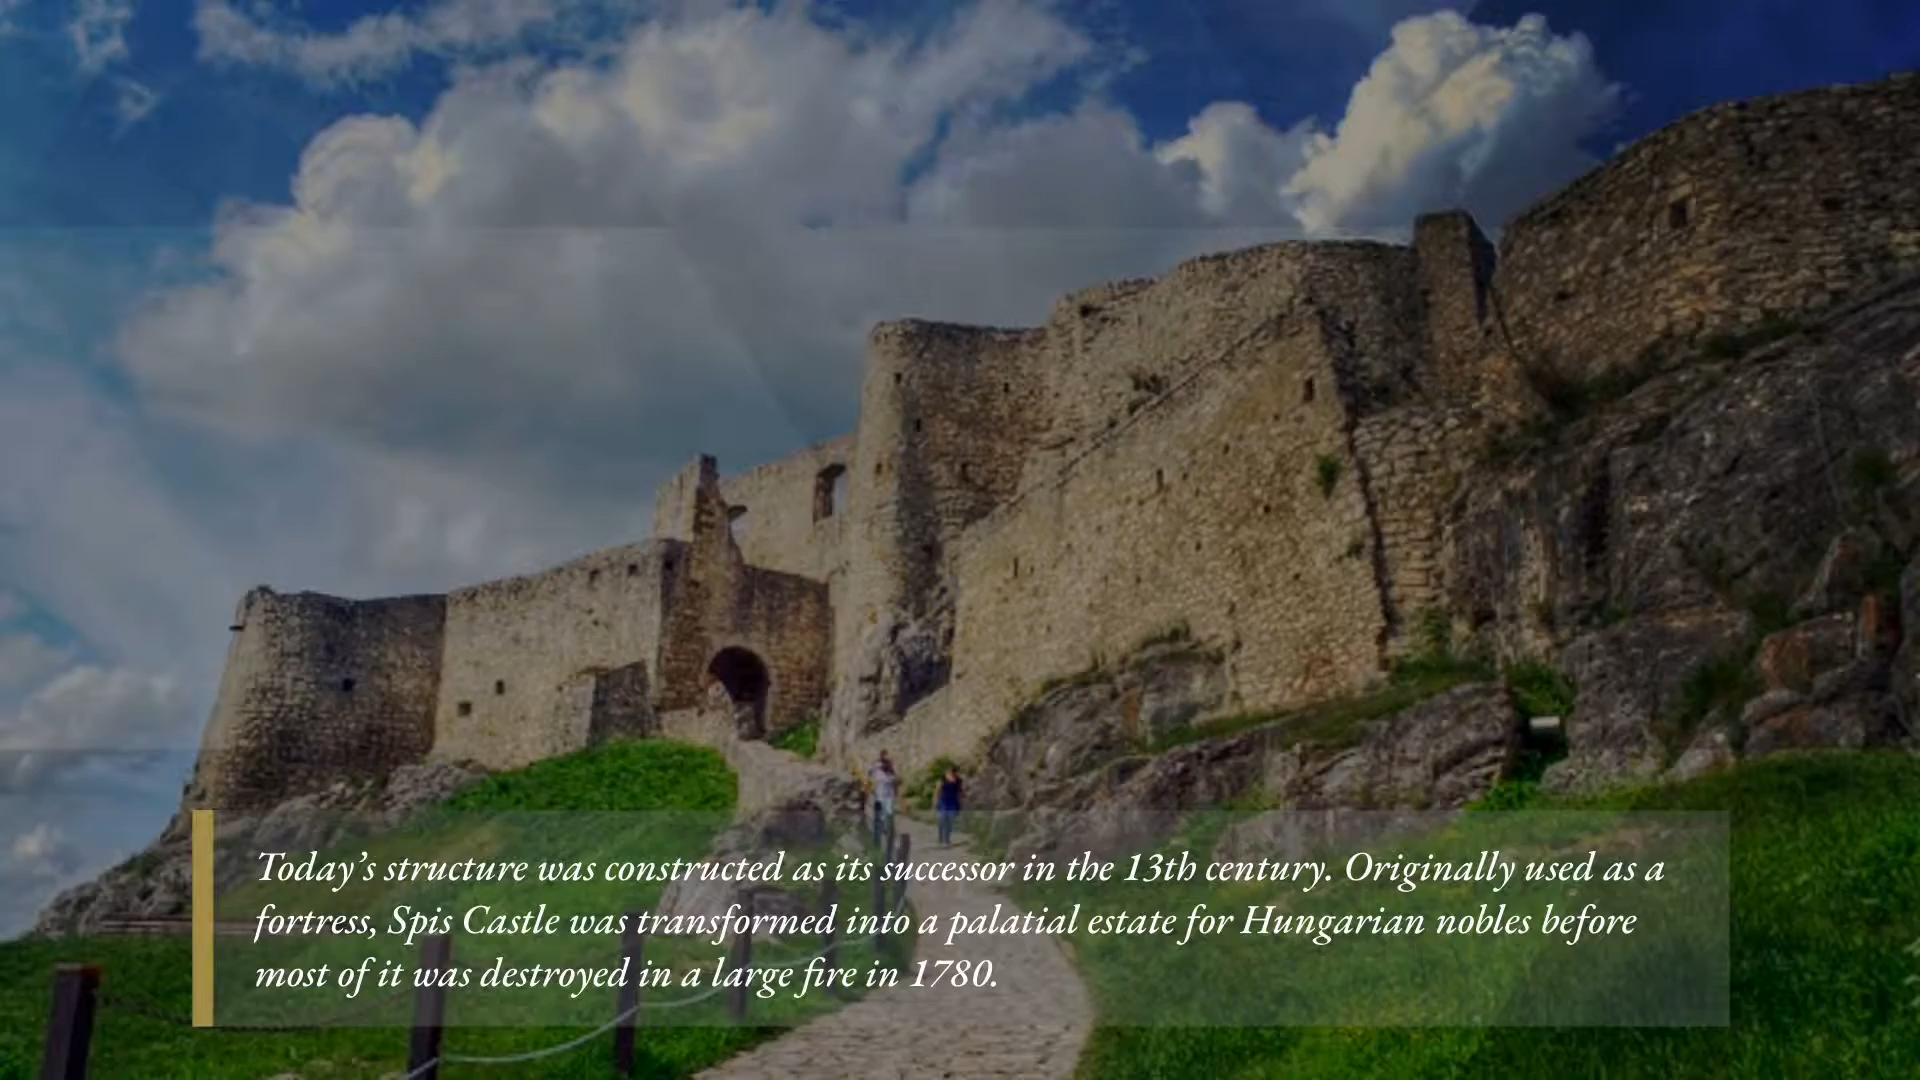 Today’s structure was constructed as its successor in the 13th century. Originally used as a
fortress, Spis Castle was transformed into a palatial estate for Hungarian nobles before
most of it was destroyed in a large fire in 1780.